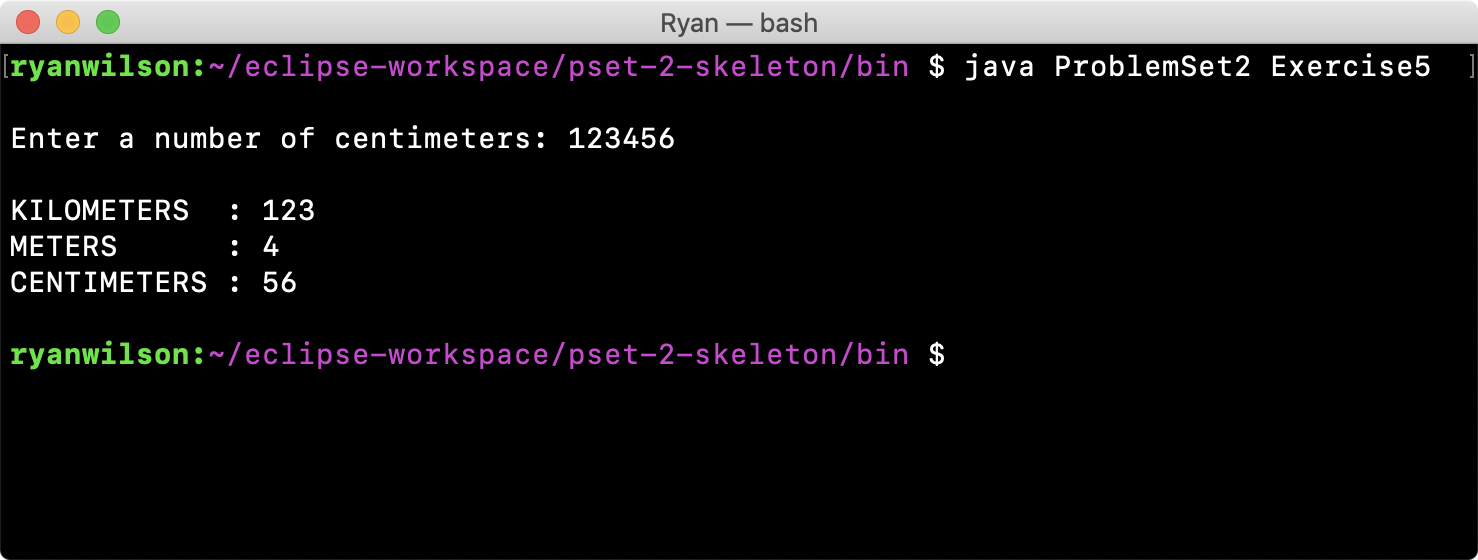 Ryan — bash
[ryanwilson:~/eclipse-workspace/pset-2-skeleton/bin $ java ProblemSet2 Exercise5 ]
Enter a number of centimeters: 123456
KILOMETERS  : 123
METERS      : 4
CENTIMETERS : 56
ryanwilson:~/eclipse-workspace/pset-2-skeleton/bin $